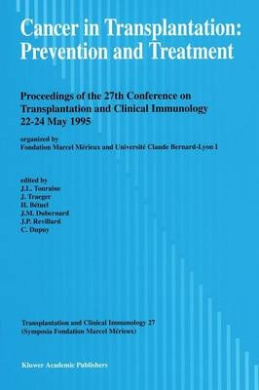 Cancer in Transplantation:
Prevention and Treatment
Proceedings of the 27th Conference on
Transplantation and Clinical Immunology
22-24 May 1995
organized by
Fondation Marcel Mérieux and Université Claude Bernard-Lyon I
edited by
J.L. Touraine
J. Traeger
H. Bétuel
J.M. Dubernard
J.P. Revillard
C. Dupuy
Transplantation and Clinical Immunology 27
(Symposia Fondation Marcel Mérieux)
Kluwer Academic Publishers